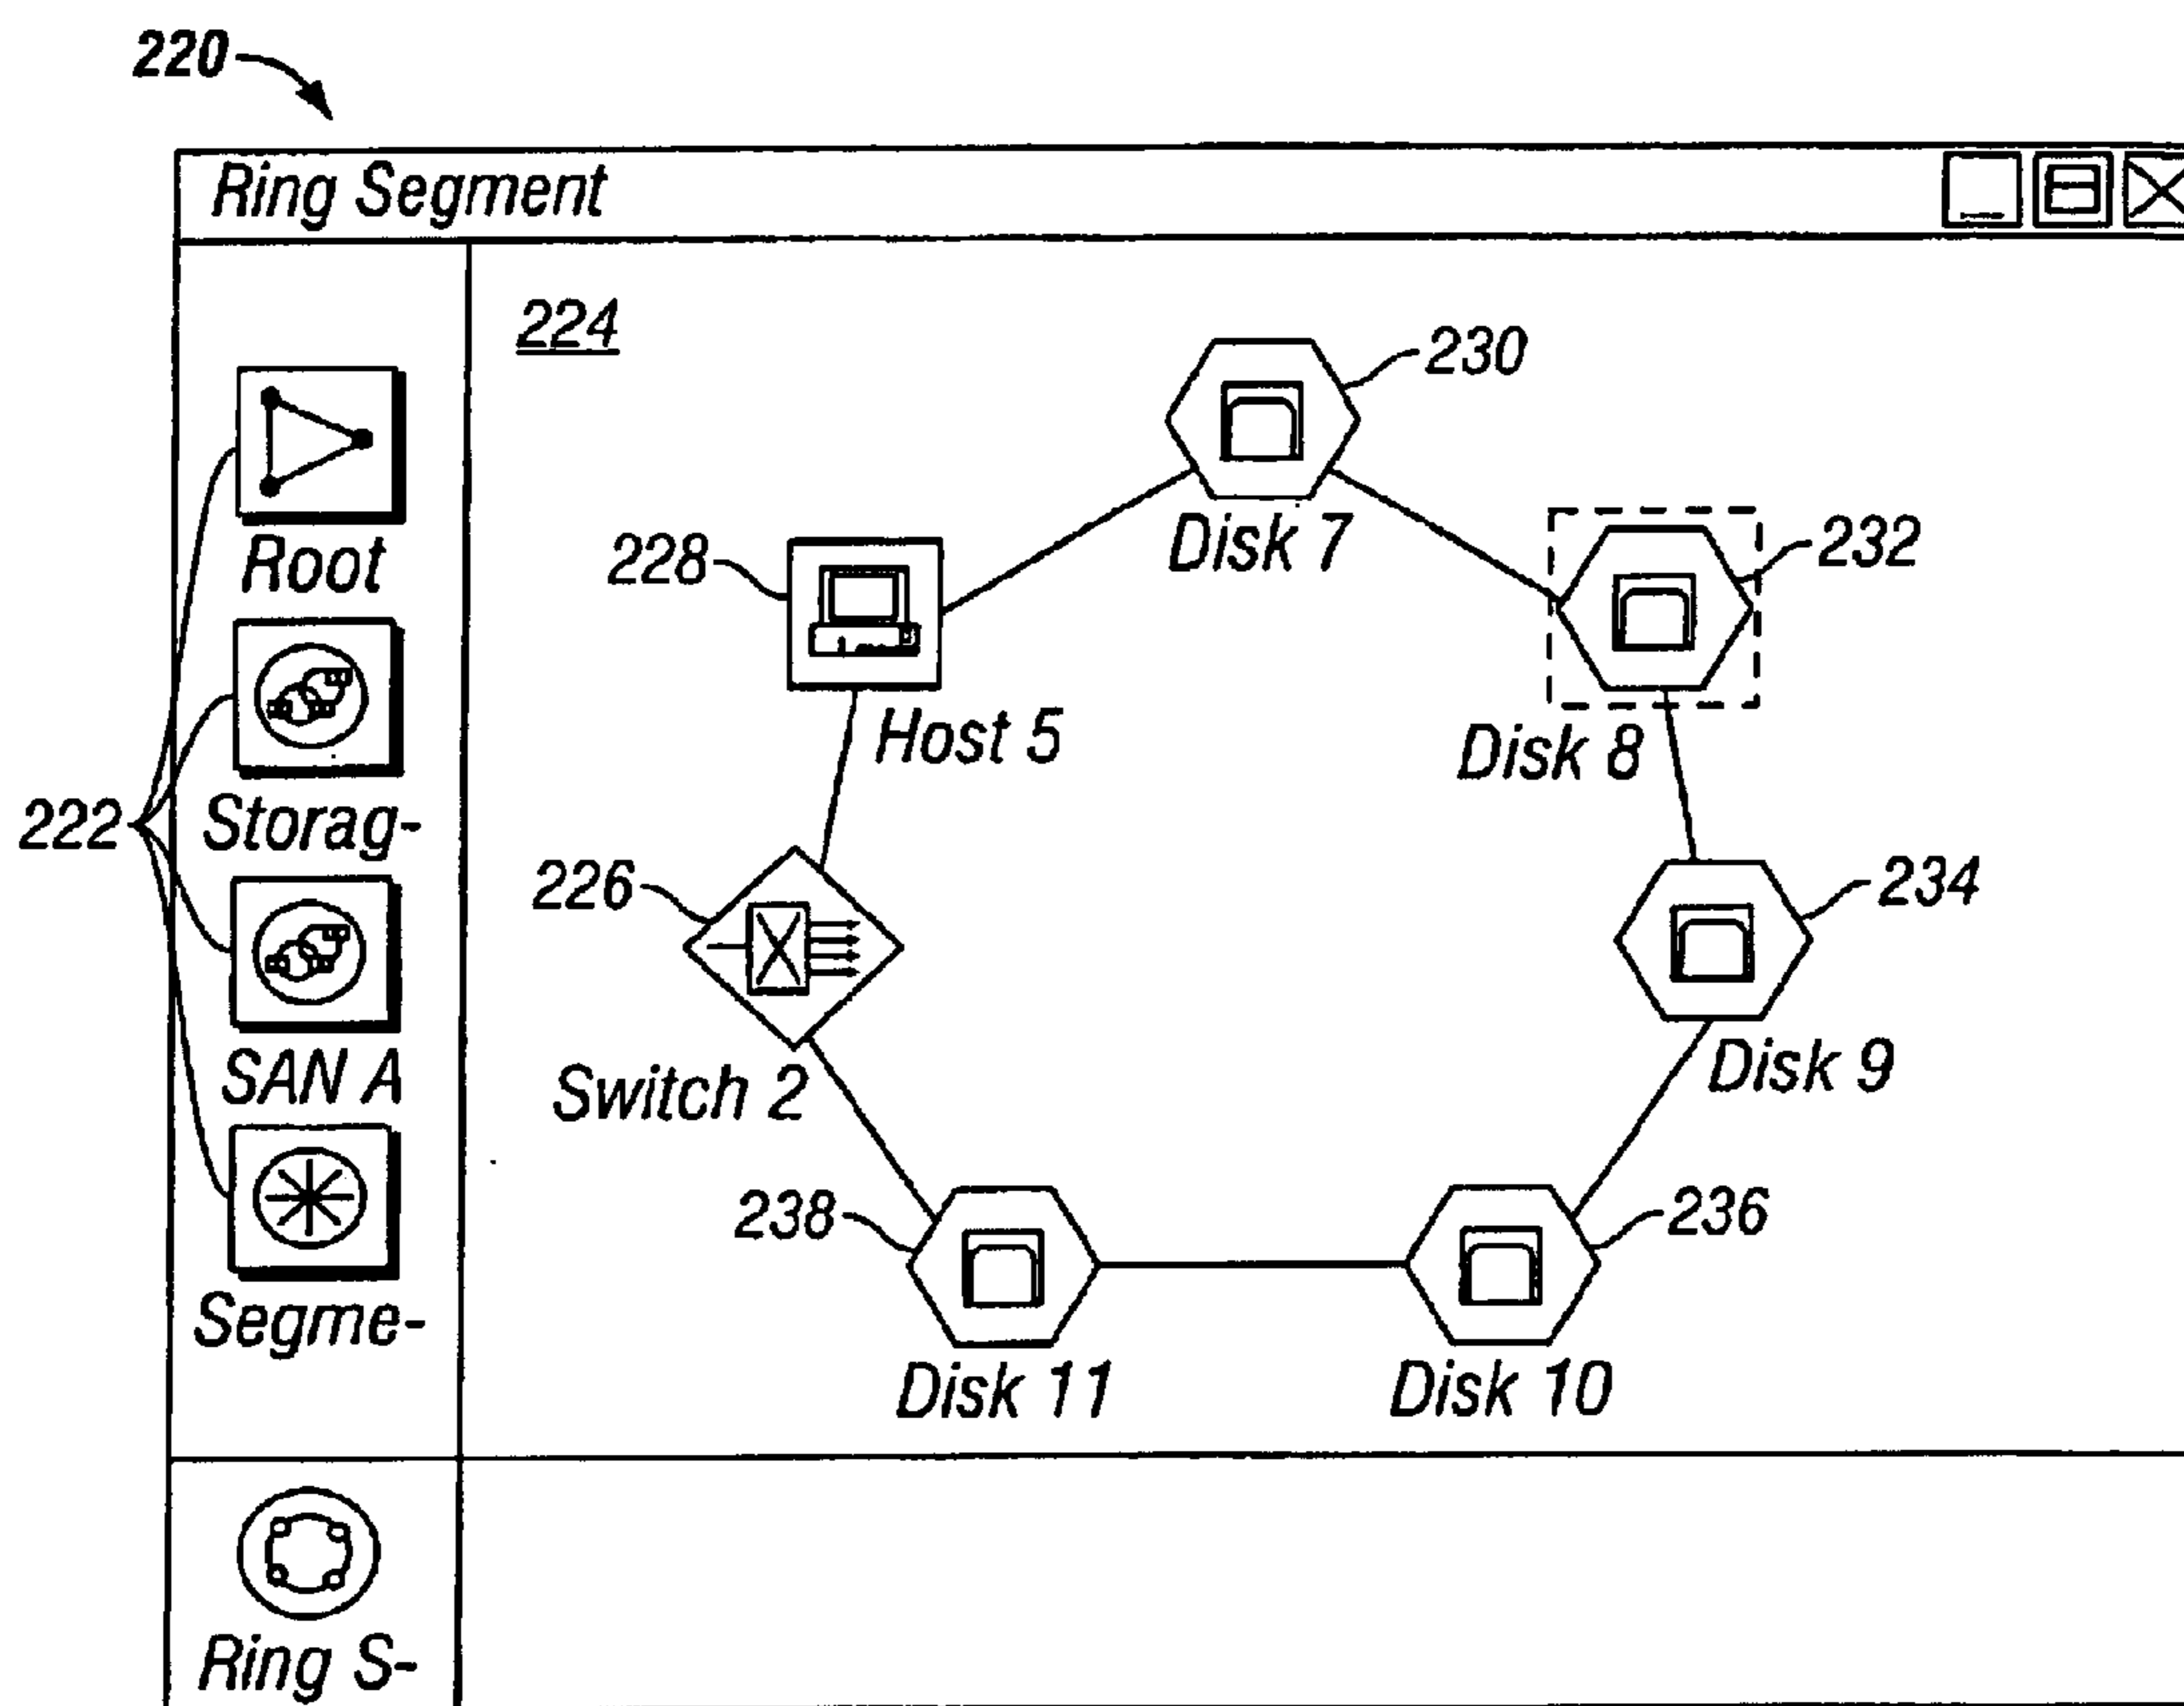 220
Ring Segment
224
230
Disk 7
232
228
Root
Host 5
Disk 8
222
Storag-
226
234
SAN A
Switch 2
Disk 9
238
236
Segme-
Disk 11
Disk 10
Ring S-